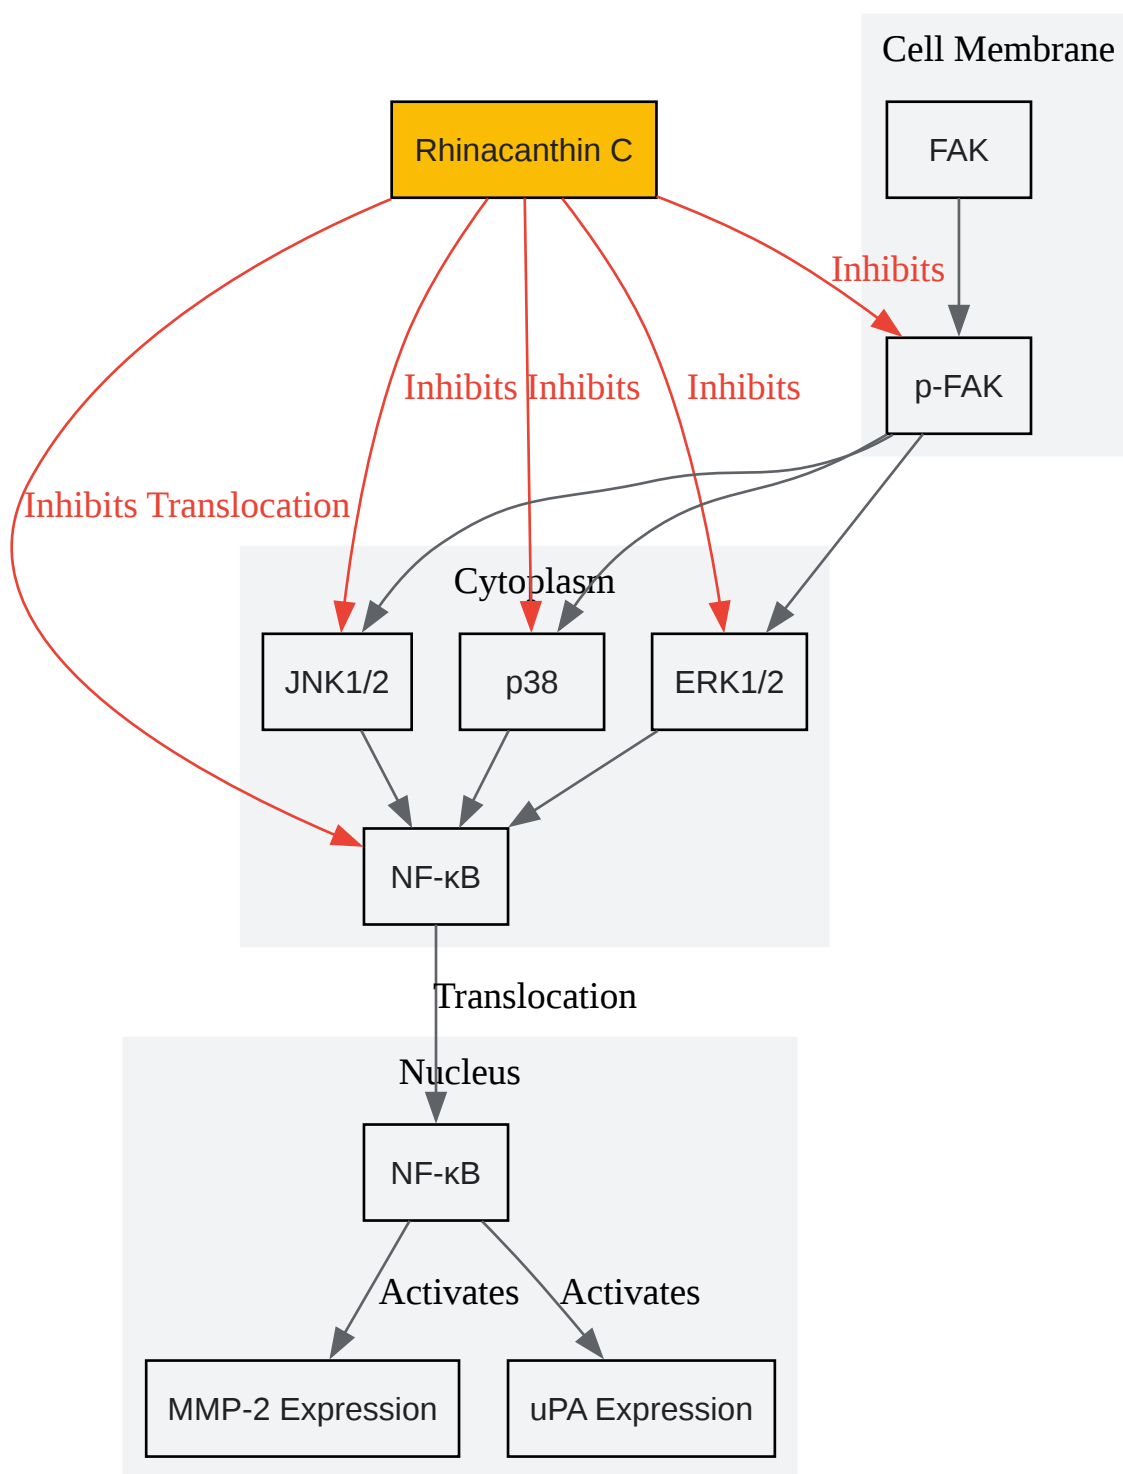 Cell Membrane
Rhinacanthin C
FAK
Inhibits
p-FAK
Inhibits
Inhibits
Inhibits
Inhibits Translocation
Cytoplasm
JNK1/2
p38
ERK1/2
NF-κB
Translocation
Nucleus
NF-κB
Activates
Activates
MMP-2 Expression
uPA Expression